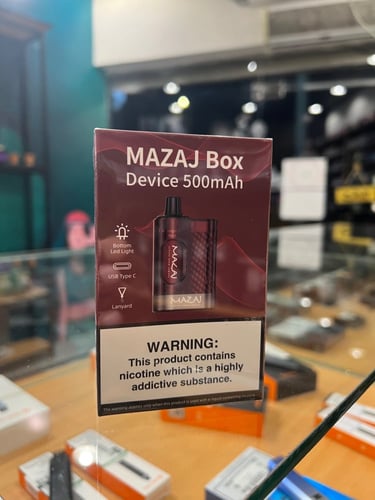 MAZAJ Box
Device 500mAh
Bottom
Led Light
USB Type C
Lanyard
MAZAJ
MAZAJ
WARNING:
This product contains
nicotine which is a highly
addictive substance.